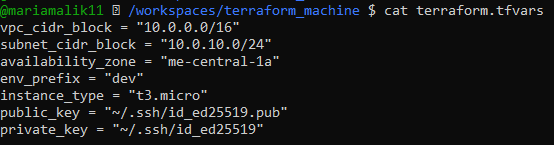 @mariamalik11 /workspaces/terraform_machine $ cat terraform.tfvars
vpc_cidr_block = "10.0.0.0/16"
subnet_cidr_block = "10.0.10.0/24"
availability_zone = "me-central-1a"
env_prefix = "dev"
instance_type = "t3.micro"
public_key = "~/.ssh/id_ed25519.pub"
private_key = "~/.ssh/id_ed25519"